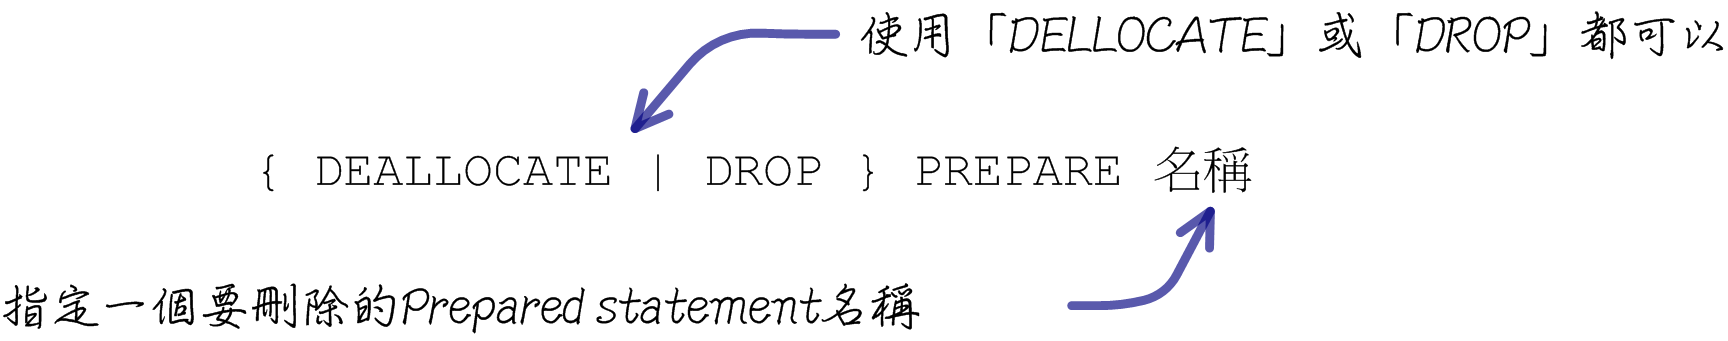 使用「DELLOCATE」或「DROP」都可以
{ DEALLOCATE | DROP } PREPARE 名稱
指定一個要刪除的Prepared statement名稱